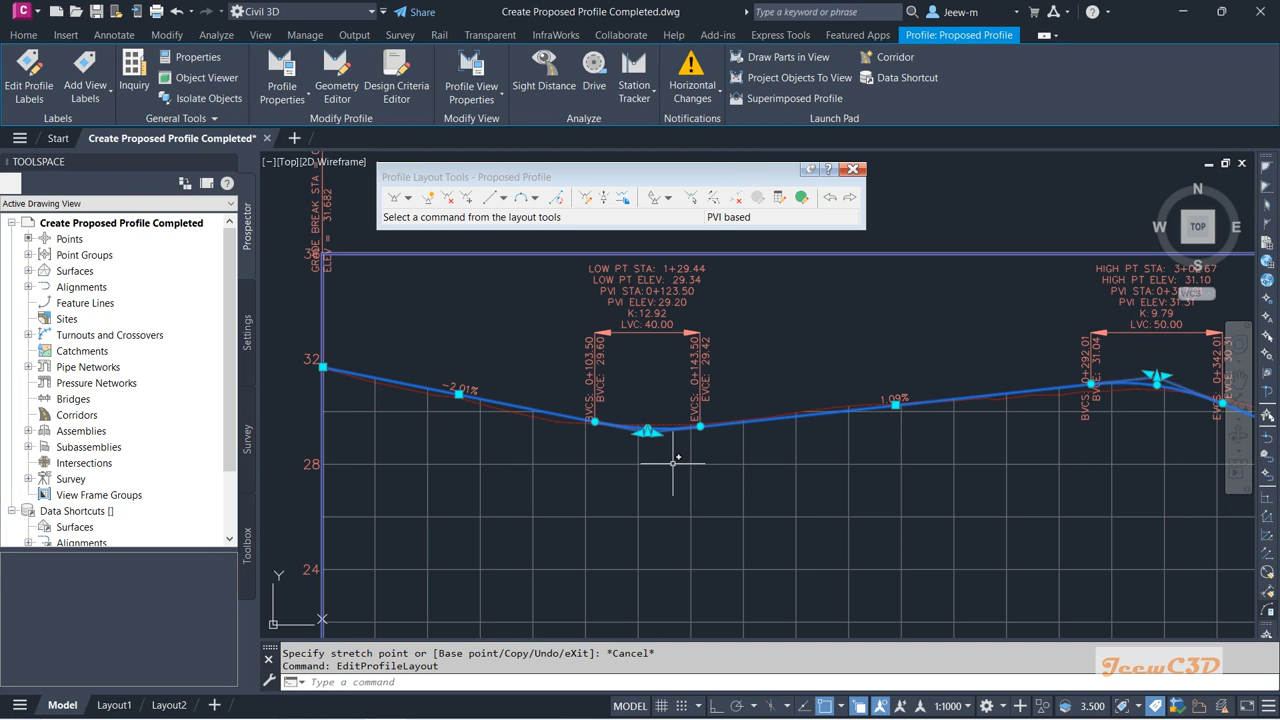 Civil 3D
Share
Create Proposed Profile Completed.dwg
Type a keyword or phrase
Jeew-m
Home Insert Annotate Modify Analyze View Manage Output Survey Rail Transparent InfraWorks Collaborate Help Add-ins Express Tools Featured Apps Profile: Proposed Profile
Edit Profile Labels
Add View Labels
Labels
Inquiry
Properties
Object Viewer
Isolate Objects
General Tools
Profile Properties
Geometry Editor
Design Criteria Editor
Modify Profile
Profile View Properties
Modify View
Sight Distance
Drive
Station Tracker
Analyze
Horizontal Changes
Notifications
Draw Parts in View
Project Objects To View
Superimposed Profile
Corridor
Data Shortcut
Launch Pad
Start
Create Proposed Profile Completed*
TOOLSPACE
Active Drawing View
Create Proposed Profile Completed
Points
Point Groups
Surfaces
Alignments
Feature Lines
Sites
Turnouts and Crossovers
Catchments
Pipe Networks
Pressure Networks
Bridges
Corridors
Assemblies
Subassemblies
Intersections
Survey
View Frame Groups
Data Shortcuts []
Surfaces
Alignments
Prospector
Settings
Survey
Toolbox
[−][Top][2D Wireframe]
Profile Layout Tools - Proposed Profile
Select a command from the layout tools
PVI based
N
W TOP E
S
GRADE BREAK STA =
ELEV = 31.682
LOW PT STA: 1+29.44
LOW PT ELEV: 29.34
PVI STA:0+123.50
PVI ELEV:29.20
K:12.92
LVC: 40.00
BVCS: 0+103.50
BVCE: 29.60
EVCS: 0+143.50
EVCE: 29.42
PVI ELEV:31.31
K: 9.79
LVC: 50.00
BVCS: 0+292.01
BVCE: 31.04
EVCS: 0+342.01
EVCE: 30.31
-2.01%
1.09%
32
28
24
Y
X
Specify stretch point or [Base point/Copy/Undo/eXit]: *Cancel*
Command: EditProfileLayout
Type a command
JeewC3D
Model Layout1 Layout2
MODEL
1:1000
3.500